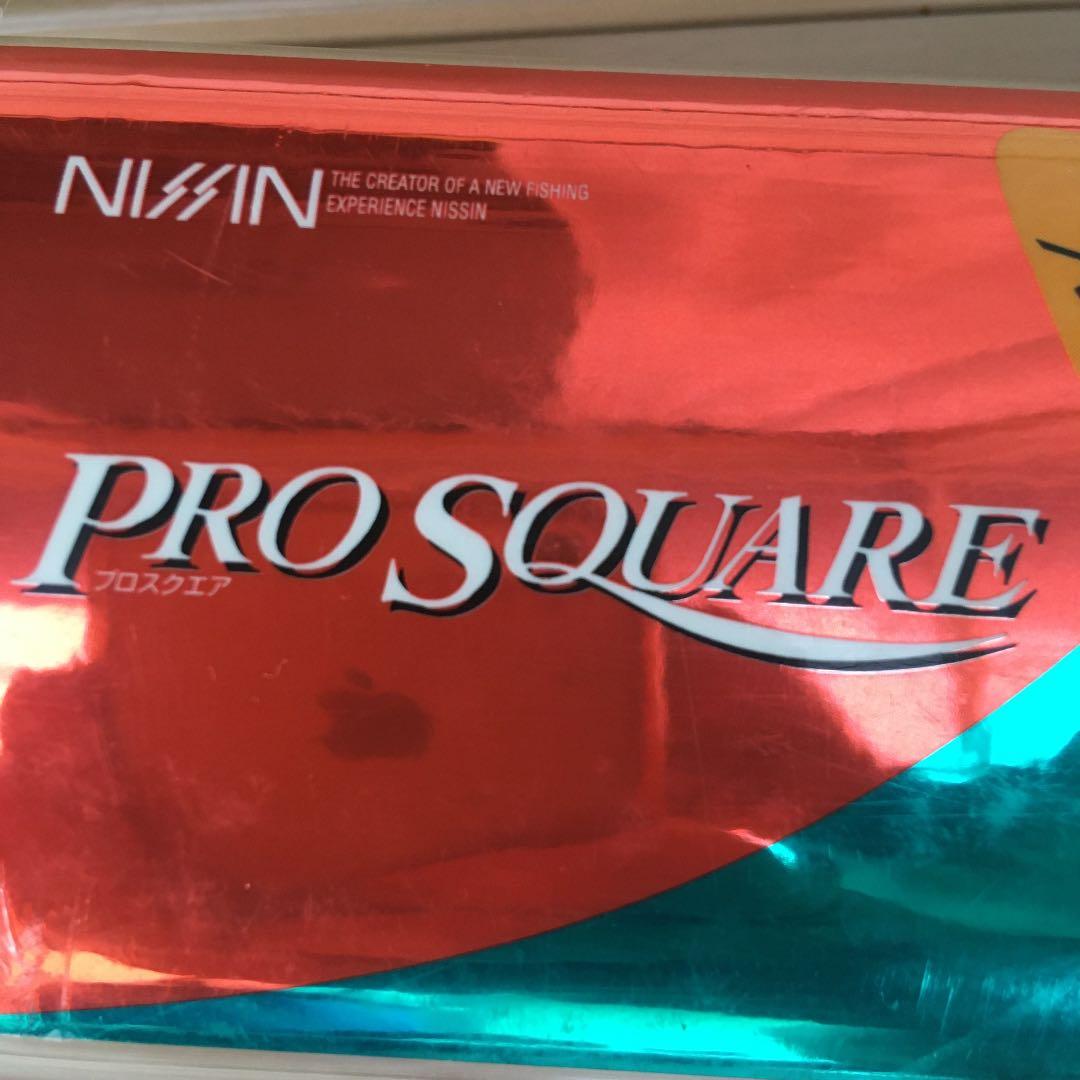 NISSIN
THE CREATOR OF A NEW FISHING
EXPERIENCE NISSIN
PRO SQUARE
プロスクエア